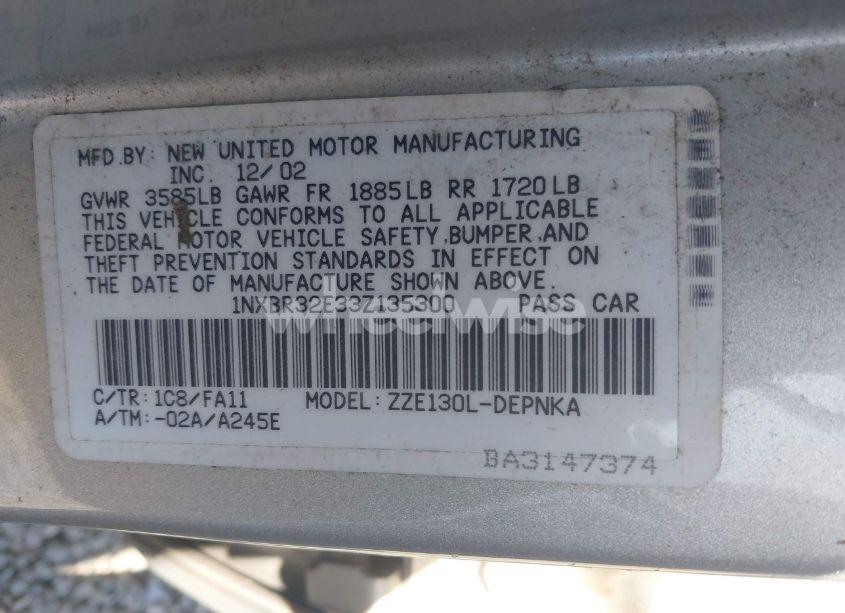 MFD.BY: NEW UNITED MOTOR MANUFACTURING
INC. 12/02
GVWR 3585LB GAWR FR 1885LB RR 1720LB
THIS VEHICLE CONFORMS TO ALL APPLICABLE
FEDERAL MOTOR VEHICLE SAFETY,BUMPER,AND
THEFT PREVENTION STANDARDS IN EFFECT ON
THE DATE OF MANUFACTURE SHOWN ABOVE.
1NXBR32E33Z135300 PASS CAR
wheelwise
C/TR: 1C8/FA11 MODEL: ZZE130L-DEPNKA
A/TM: -02A/A245E
BA3147374